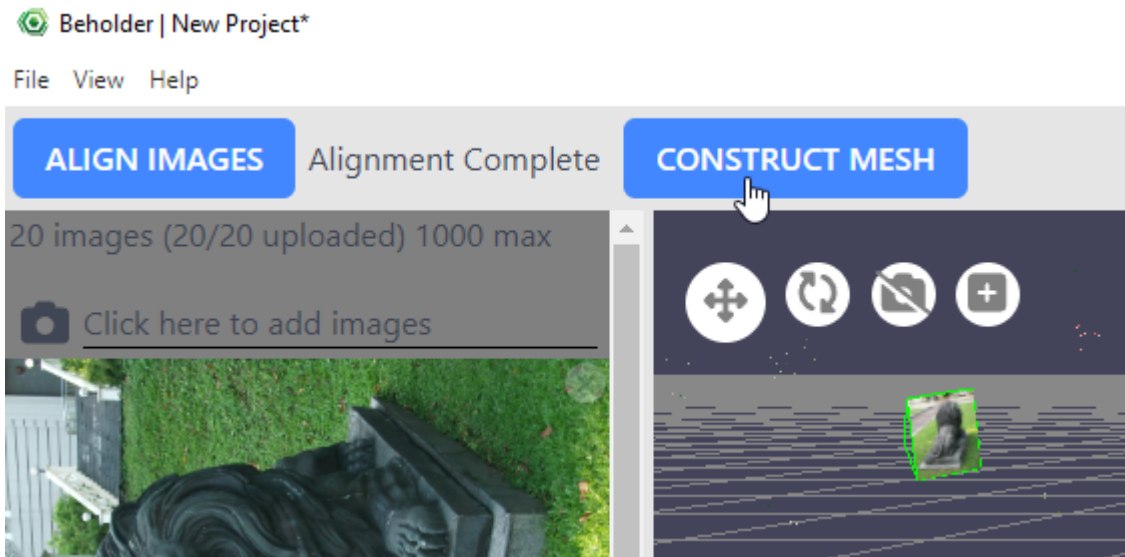 Beholder | New Project*
File View Help
ALIGN IMAGES Alignment Complete CONSTRUCT MESH
20 images (20/20 uploaded) 1000 max
Click here to add images